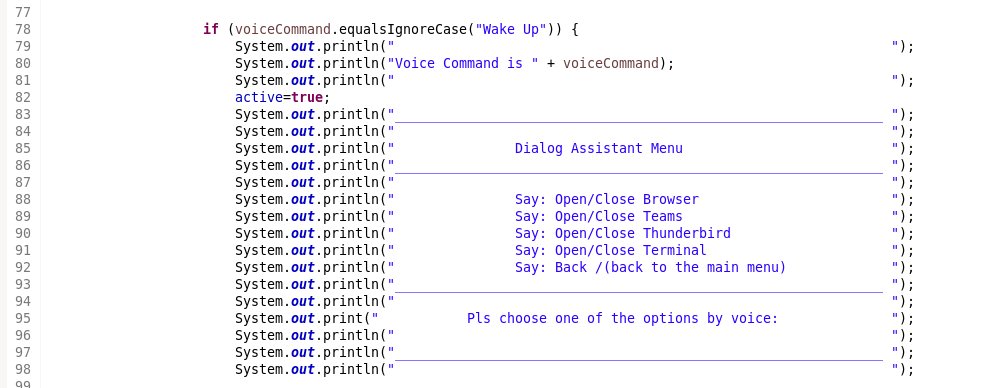 77
78 if (voiceCommand.equalsIgnoreCase("Wake Up")) {
79 System.out.println("                                                              ");
80 System.out.println("Voice Command is " + voiceCommand);
81 System.out.println("                                                              ");
82 active=true;
83 System.out.println("_____________________________________________________________ ");
84 System.out.println("                                                              ");
85 System.out.println("               Dialog Assistant Menu                          ");
86 System.out.println("_____________________________________________________________ ");
87 System.out.println("                                                              ");
88 System.out.println("               Say: Open/Close Browser                        ");
89 System.out.println("               Say: Open/Close Teams                          ");
90 System.out.println("               Say: Open/Close Thunderbird                    ");
91 System.out.println("               Say: Open/Close Terminal                       ");
92 System.out.println("               Say: Back /(back to the main menu)             ");
93 System.out.println("_____________________________________________________________ ");
94 System.out.println("                                                              ");
95 System.out.print("           Pls choose one of the options by voice:              ");
96 System.out.println("                                                              ");
97 System.out.println("_____________________________________________________________ ");
98 System.out.println("                                                              ");
99